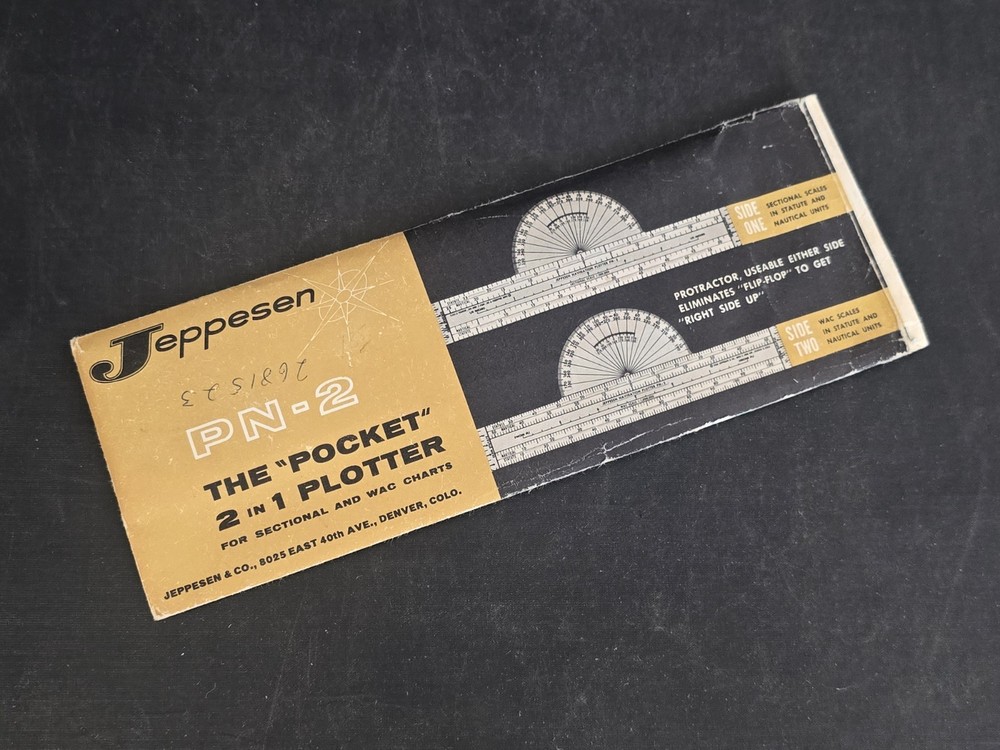 Jeppesen
PN-2
THE "POCKET"
2 IN 1 PLOTTER
FOR SECTIONAL AND WAC CHARTS
JEPPESEN & CO., 8025 EAST 40th AVE., DENVER, COLO.
SIDE
ONE
SECTIONAL SCALES
IN STATUTE AND
NAUTICAL UNITS
PROTRACTOR, USEABLE EITHER SIDE
ELIMINATES "FLIP-FLOP" TO GET
"RIGHT SIDE UP"
SIDE
TWO
WAC SCALES
IN STATUTE AND
NAUTICAL UNITS